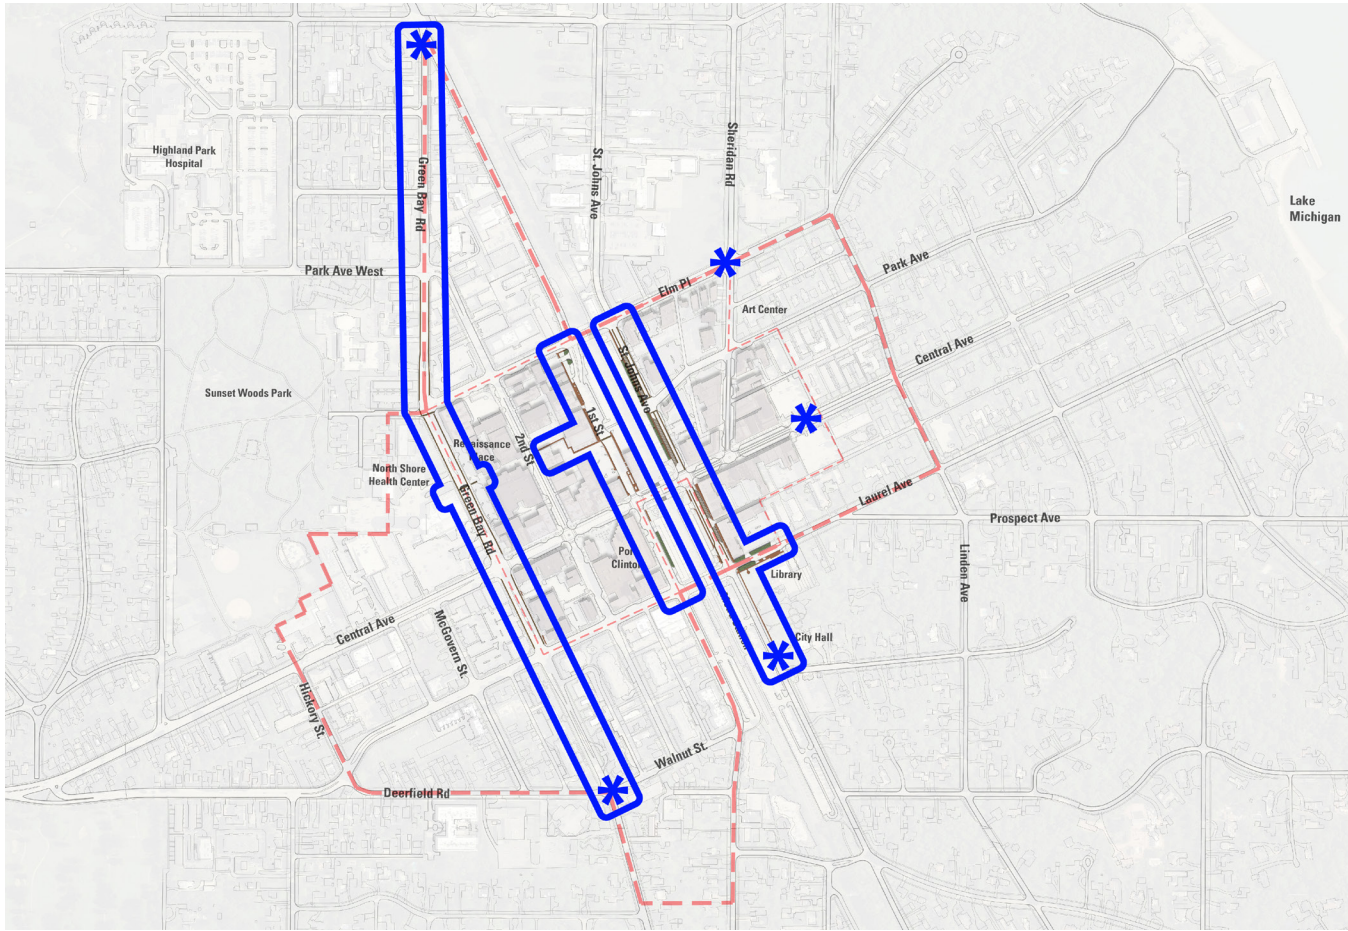 Highland Park
Hospital
Green Bay Rd
St. Johns Ave
Sheridan Rd
Lake
Michigan
Park Ave West
Park Ave
Elm Pl
Art Center
Central Ave
Sunset Woods Park
St. Johns Ave
1st St.
2nd St
Renaissance
Place
North Shore
Health Center
Green Bay Rd
Laurel Ave
Prospect Ave
Port
Clinton
Library
Linden Ave
City Hall
McGovern St.
Central Ave
Hickory St.
Walnut St.
Deerfield Rd